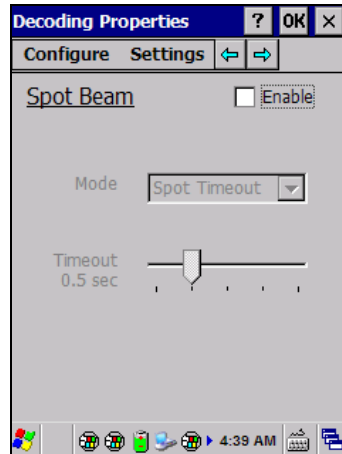 Decoding Properties ? OK ×
Configure Settings
Spot Beam Enable
Mode Spot Timeout
Timeout
0.5 sec
4:39 AM